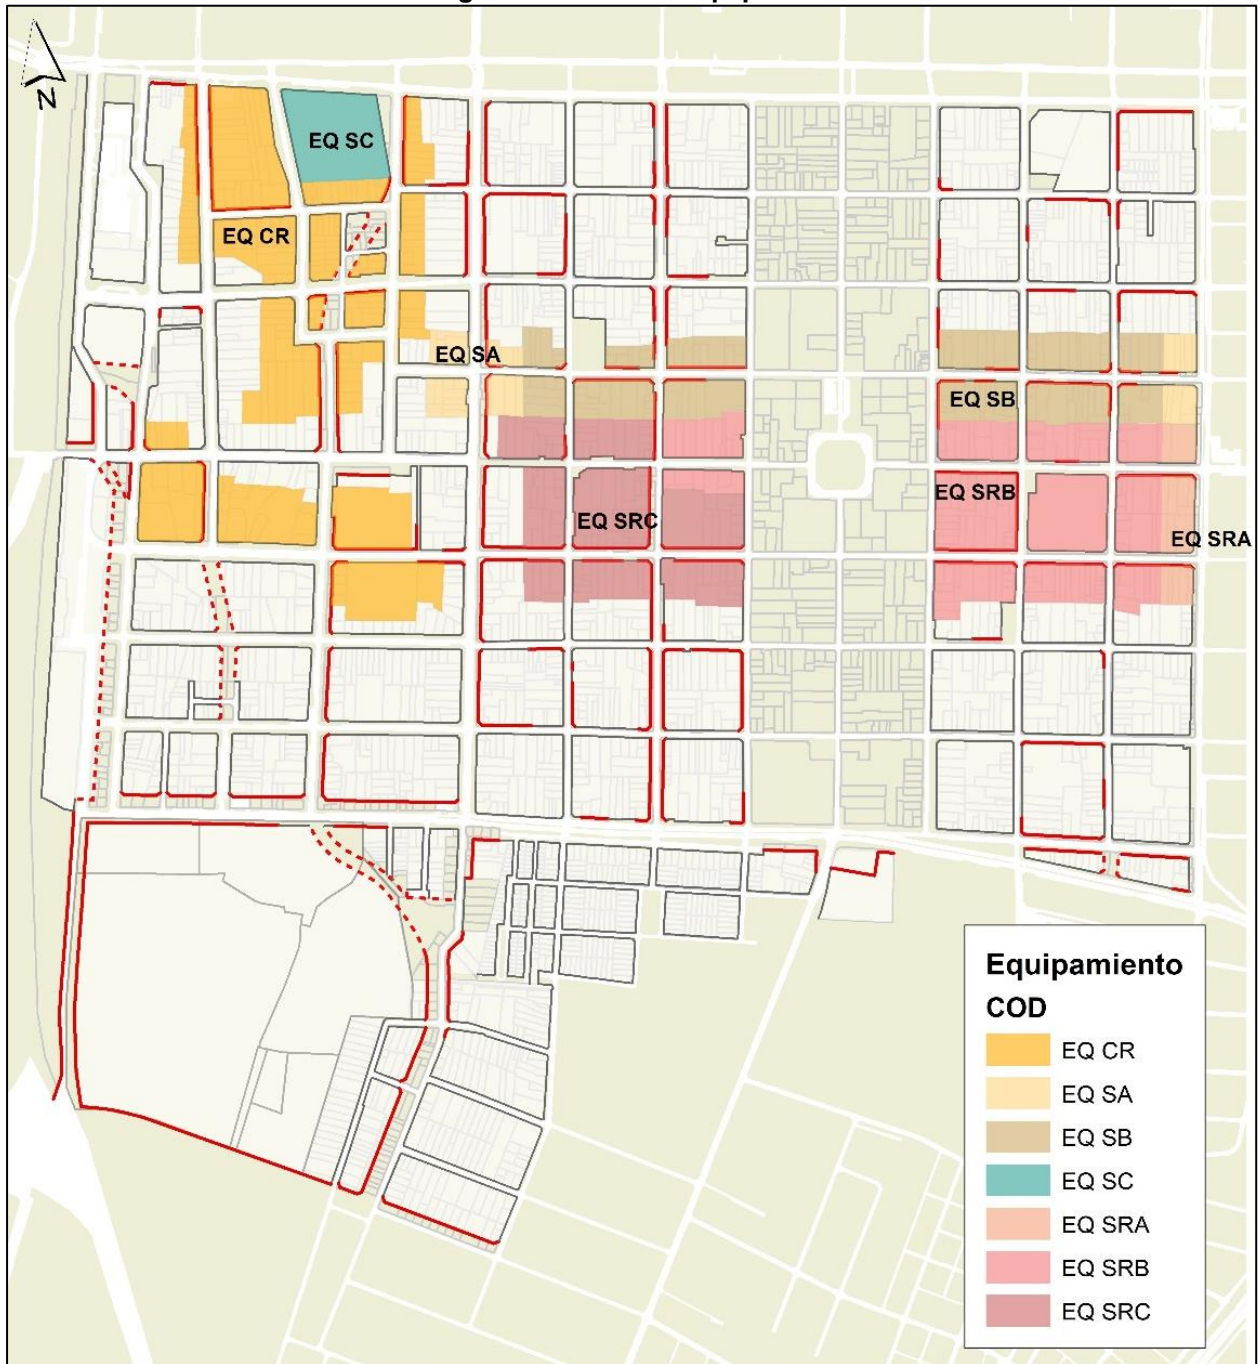 N
EQ SC
EQ CR
EQ SA
EQ SB
EQ SRB
EQ SRC
EQ SRA
Equipamiento
COD
EQ CR
EQ SA
EQ SB
EQ SC
EQ SRA
EQ SRB
EQ SRC